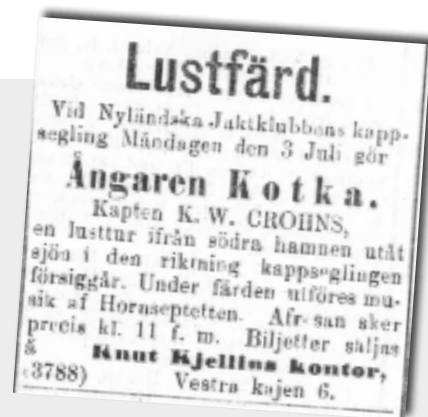 Lustfärd.
Vid Nyländska Jaktklubbens kapp-
segling Måndagen den 3 Juli gör
Ångaren Kotka.
Kapten K. W. CROHNS,
en lusttur ifrån södra hamnen utåt
sjön i den riktning kappseglingen
försiggår. Under färden utföres mu-
sik af Hornseptetten. Afresan sker
precis kl. 11 f. m. Biljetter säljas
å Knut Kjellins kontor,
(3788) Vestra kajen 6.